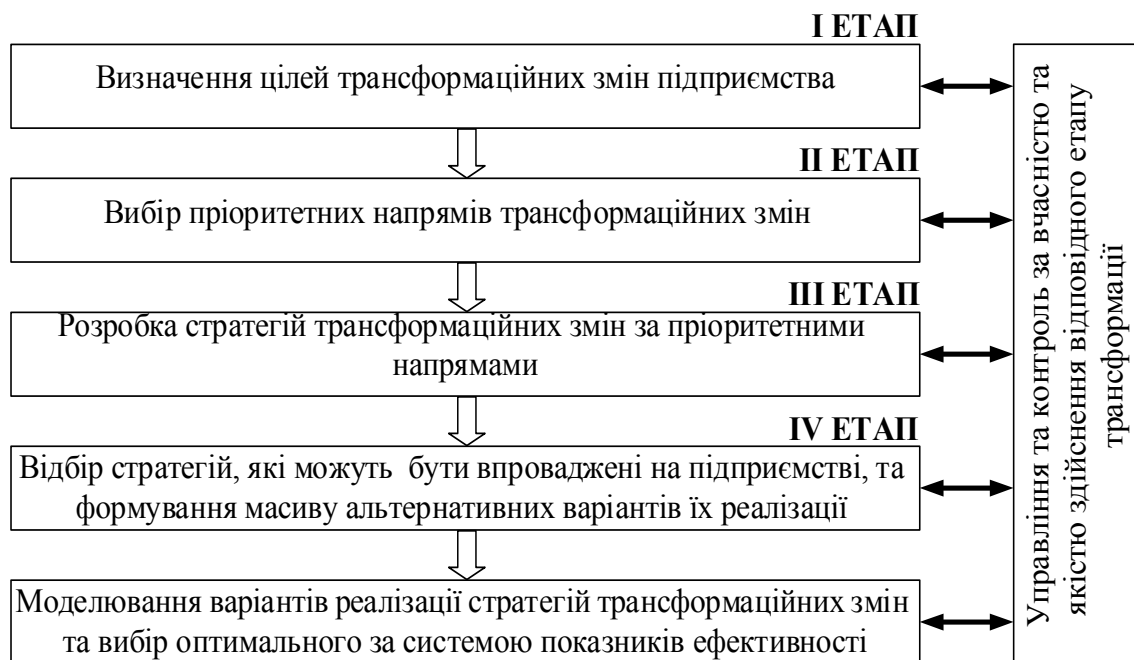 I ЕТАП
Визначення цілей трансформаційних змін підприємства
II ЕТАП
Вибір пріоритетних напрямів трансформаційних змін
III ЕТАП
Розробка стратегій трансформаційних змін за пріоритетними
напрямами
IV ЕТАП
Відбір стратегій, які можуть бути впроваджені на підприємстві, та
формування масиву альтернативних варіантів їх реалізації
Моделювання варіантів реалізації стратегій трансформаційних змін
та вибір оптимального за системою показників ефективності
Управління та контроль за вчасністю та
якістю здійснення відповідного етапу
трансформації